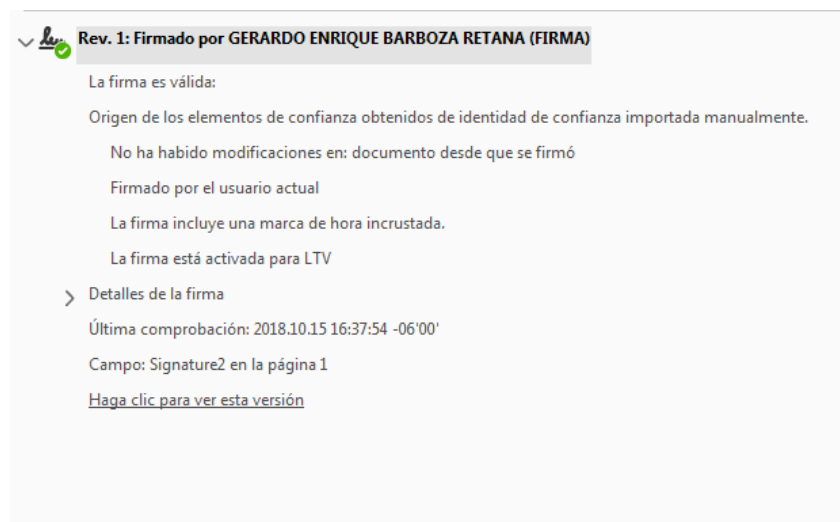 Rev. 1: Firmado por GERARDO ENRIQUE BARBOZA RETANA (FIRMA)
La firma es válida:
Origen de los elementos de confianza obtenidos de identidad de confianza importada manualmente.
No ha habido modificaciones en: documento desde que se firmó
Firmado por el usuario actual
La firma incluye una marca de hora incrustada.
La firma está activada para LTV
Detalles de la firma
Última comprobación: 2018.10.15 16:37:54 -06'00'
Campo: Signature2 en la página 1
Haga clic para ver esta versión